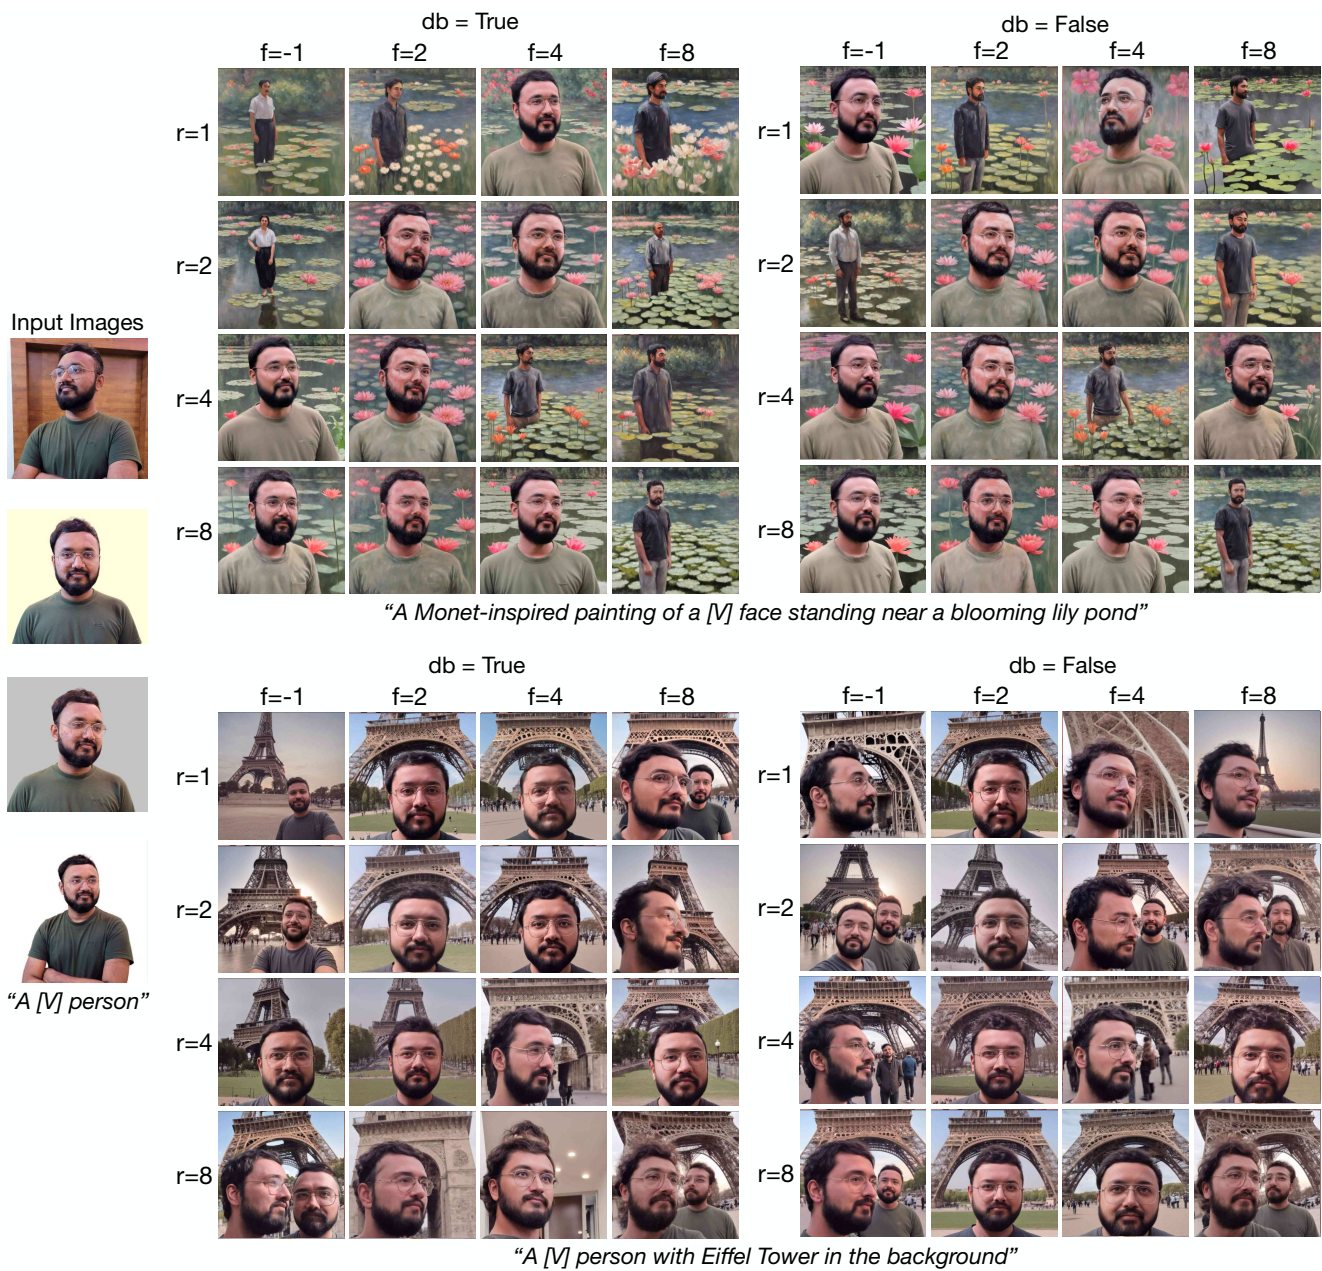 db = True
db = False
f=-1 f=2 f=4 f=8
f=-1 f=2 f=4 f=8
r=1
r=1
r=2
r=2
Input Images
r=4
r=4
r=8
r=8
“A Monet-inspired painting of a [V] face standing near a blooming lily pond”
db = True
db = False
f=-1 f=2 f=4 f=8
f=-1 f=2 f=4 f=8
r=1
r=1
r=2
r=2
“A [V] person”
r=4
r=4
r=8
r=8
“A [V] person with Eiffel Tower in the background”